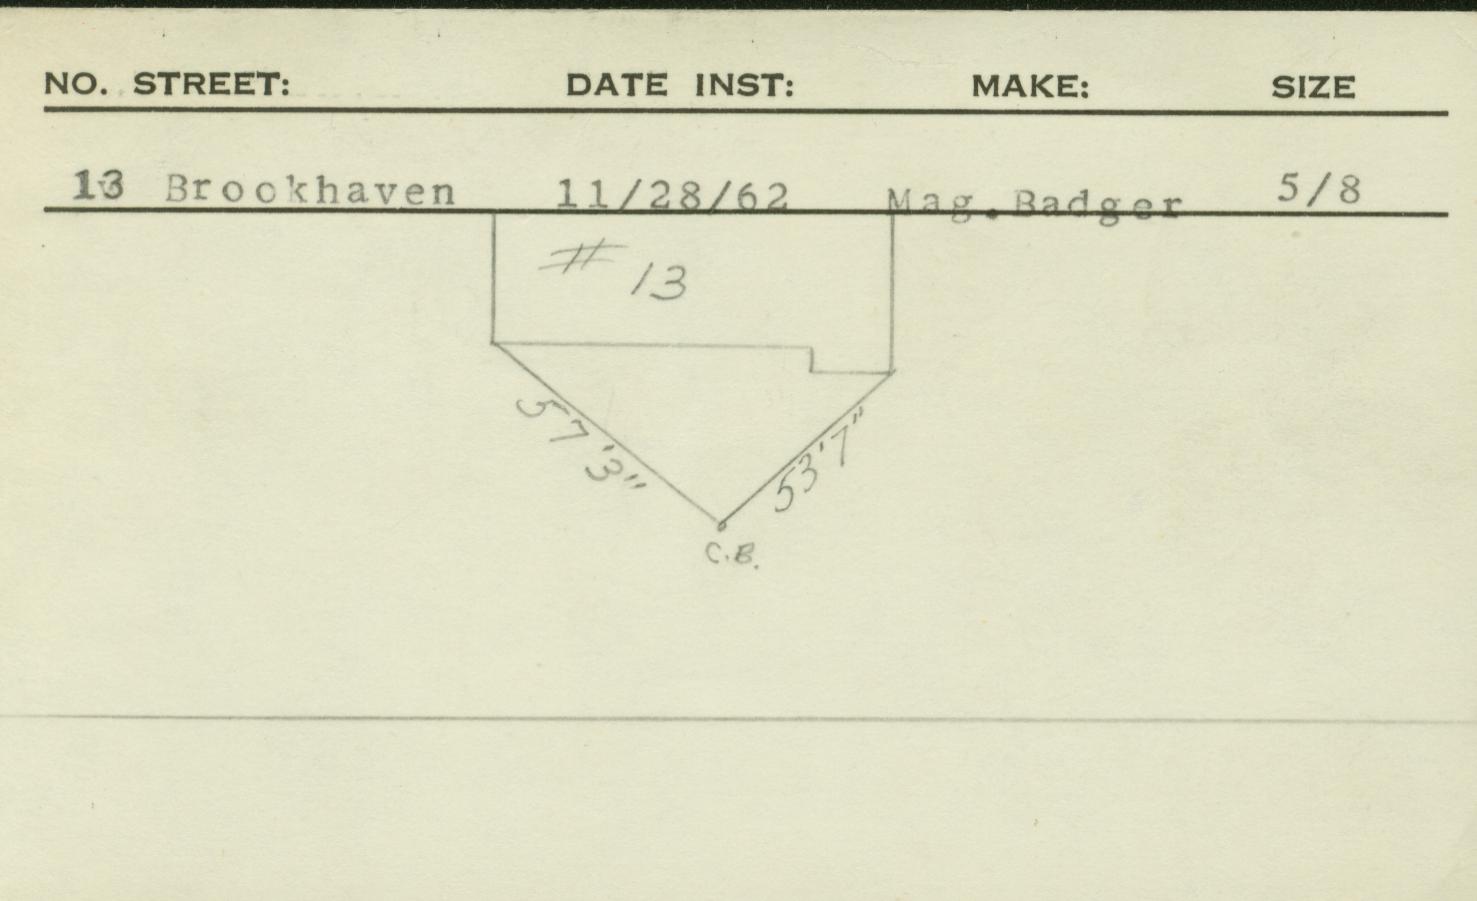 NO. STREET: DATE INST: MAKE: SIZE
13 Brookhaven 11/28/62 Mag. Badger 5/8
# 13
57'3"
53'7"
C.B.